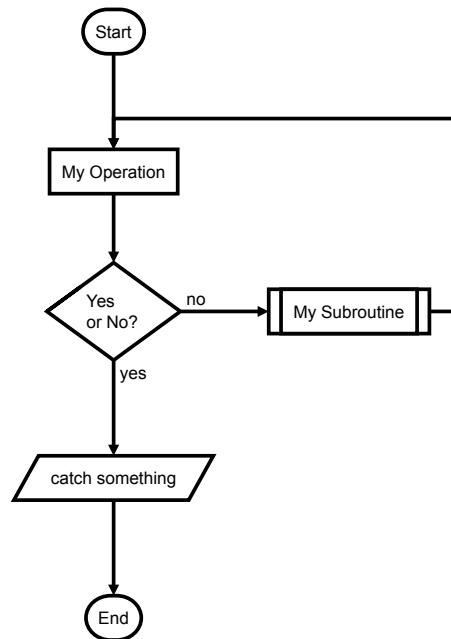 Start
My Operation
Yes
or No?
no
My Subroutine
yes
catch something
End